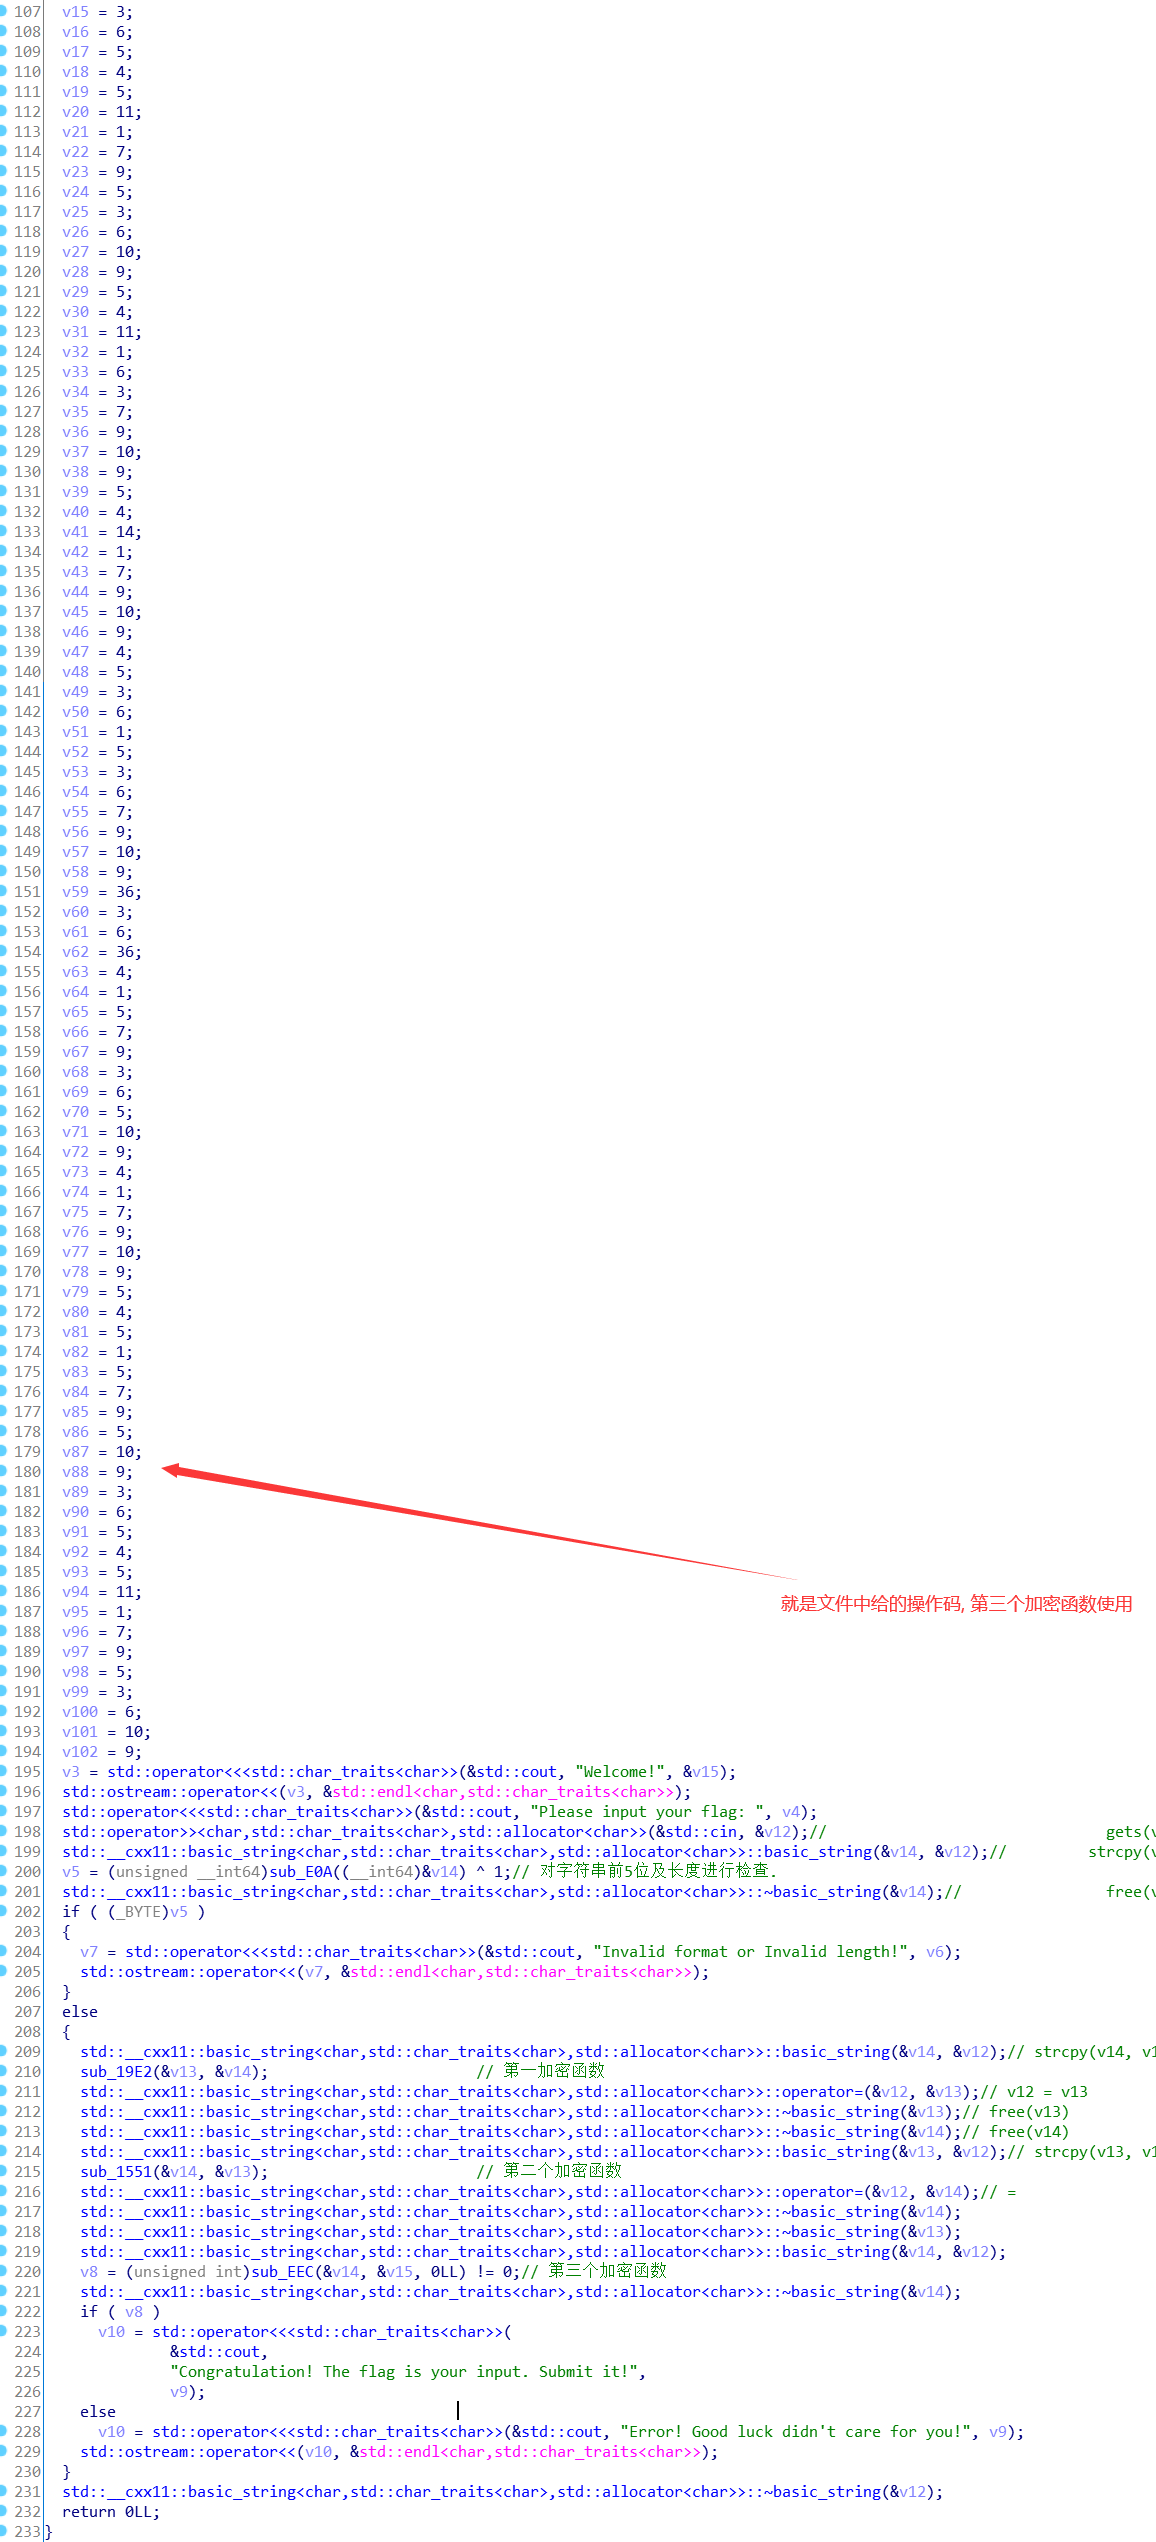 107 v15 = 3;
108 v16 = 6;
109 v17 = 5;
110 v18 = 4;
111 v19 = 5;
112 v20 = 11;
113 v21 = 1;
114 v22 = 7;
115 v23 = 9;
116 v24 = 5;
117 v25 = 3;
118 v26 = 6;
119 v27 = 10;
120 v28 = 9;
121 v29 = 5;
122 v30 = 4;
123 v31 = 11;
124 v32 = 1;
125 v33 = 6;
126 v34 = 3;
127 v35 = 7;
128 v36 = 9;
129 v37 = 10;
130 v38 = 9;
131 v39 = 5;
132 v40 = 4;
133 v41 = 14;
134 v42 = 1;
135 v43 = 7;
136 v44 = 9;
137 v45 = 10;
138 v46 = 9;
139 v47 = 4;
140 v48 = 5;
141 v49 = 3;
142 v50 = 6;
143 v51 = 1;
144 v52 = 5;
145 v53 = 3;
146 v54 = 6;
147 v55 = 7;
148 v56 = 9;
149 v57 = 10;
150 v58 = 9;
151 v59 = 36;
152 v60 = 3;
153 v61 = 6;
154 v62 = 36;
155 v63 = 4;
156 v64 = 1;
157 v65 = 5;
158 v66 = 7;
159 v67 = 9;
160 v68 = 3;
161 v69 = 6;
162 v70 = 5;
163 v71 = 10;
164 v72 = 9;
165 v73 = 4;
166 v74 = 1;
167 v75 = 7;
168 v76 = 9;
169 v77 = 10;
170 v78 = 9;
171 v79 = 5;
172 v80 = 4;
173 v81 = 5;
174 v82 = 1;
175 v83 = 5;
176 v84 = 7;
177 v85 = 9;
178 v86 = 5;
179 v87 = 10;
180 v88 = 9;
181 v89 = 3;
182 v90 = 6;
183 v91 = 5;
184 v92 = 4;
185 v93 = 5;
186 v94 = 11;
就是文件中给的操作码, 第三个加密函数使用
187 v95 = 1;
188 v96 = 7;
189 v97 = 9;
190 v98 = 5;
191 v99 = 3;
192 v100 = 6;
193 v101 = 10;
194 v102 = 9;
195 v3 = std::operator<<<std::char_traits<char>>(&std::cout, "Welcome!", &v15);
196 std::ostream::operator<<(v3, &std::endl<char,std::char_traits<char>>);
197 std::operator<<<std::char_traits<char>>(&std::cout, "Please input your flag: ", v4);
198 std::operator>><char,std::char_traits<char>,std::allocator<char>>(&std::cin, &v12);// gets(v
199 std::__cxx11::basic_string<char,std::char_traits<char>,std::allocator<char>>::basic_string(&v14, &v12);// strcpy(v
200 v5 = (unsigned __int64)sub_E0A((__int64)&v14) ^ 1;// 对字符串前5位及长度进行检查.
201 std::__cxx11::basic_string<char,std::char_traits<char>,std::allocator<char>>::~basic_string(&v14);// free(v
202 if ( (_BYTE)v5 )
203 {
204 v7 = std::operator<<<std::char_traits<char>>(&std::cout, "Invalid format or Invalid length!", v6);
205 std::ostream::operator<<(v7, &std::endl<char,std::char_traits<char>>);
206 }
207 else
208 {
209 std::__cxx11::basic_string<char,std::char_traits<char>,std::allocator<char>>::basic_string(&v14, &v12);// strcpy(v14, v1
210 sub_19E2(&v13, &v14); // 第一加密函数
211 std::__cxx11::basic_string<char,std::char_traits<char>,std::allocator<char>>::operator=(&v12, &v13);// v12 = v13
212 std::__cxx11::basic_string<char,std::char_traits<char>,std::allocator<char>>::~basic_string(&v13);// free(v13)
213 std::__cxx11::basic_string<char,std::char_traits<char>,std::allocator<char>>::~basic_string(&v14);// free(v14)
214 std::__cxx11::basic_string<char,std::char_traits<char>,std::allocator<char>>::basic_string(&v13, &v12);// strcpy(v13, v1
215 sub_1551(&v14, &v13); // 第二个加密函数
216 std::__cxx11::basic_string<char,std::char_traits<char>,std::allocator<char>>::operator=(&v12, &v14);// =
217 std::__cxx11::basic_string<char,std::char_traits<char>,std::allocator<char>>::~basic_string(&v14);
218 std::__cxx11::basic_string<char,std::char_traits<char>,std::allocator<char>>::~basic_string(&v13);
219 std::__cxx11::basic_string<char,std::char_traits<char>,std::allocator<char>>::basic_string(&v14, &v12);
220 v8 = (unsigned int)sub_EEC(&v14, &v15, 0LL) != 0;// 第三个加密函数
221 std::__cxx11::basic_string<char,std::char_traits<char>,std::allocator<char>>::~basic_string(&v14);
222 if ( v8 )
223 v10 = std::operator<<<std::char_traits<char>>(
224 &std::cout,
225 "Congratulation! The flag is your input. Submit it!",
226 v9);
227 else
228 v10 = std::operator<<<std::char_traits<char>>(&std::cout, "Error! Good luck didn't care for you!", v9);
229 std::ostream::operator<<(v10, &std::endl<char,std::char_traits<char>>);
230 }
231 std::__cxx11::basic_string<char,std::char_traits<char>,std::allocator<char>>::~basic_string(&v12);
232 return 0LL;
233 }